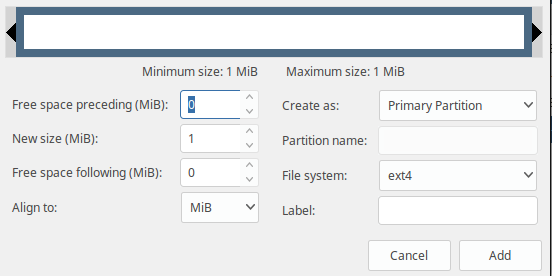 Minimum size: 1 MiB Maximum size: 1 MiB
Free space preceding (MiB): 0 Create as: Primary Partition
New size (MiB): 1 Partition name:
Free space following (MiB): 0 File system: ext4
Align to: MiB Label:
Cancel Add